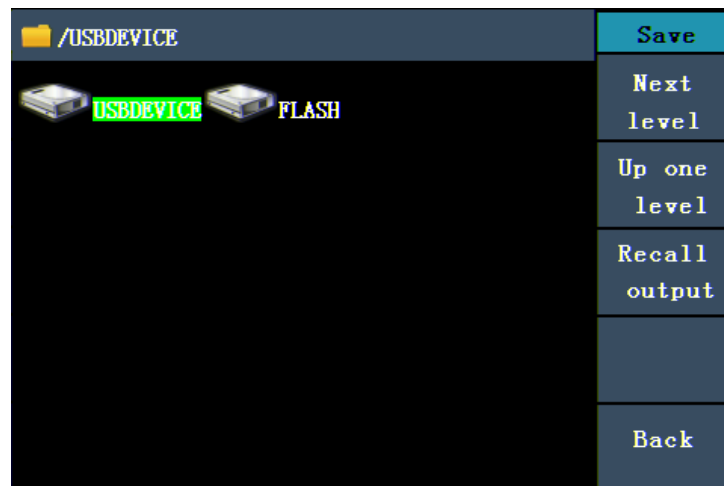 /USBDEVICE
USBDEVICE FLASH
Save
Next
level
Up one
level
Recall
output
Back